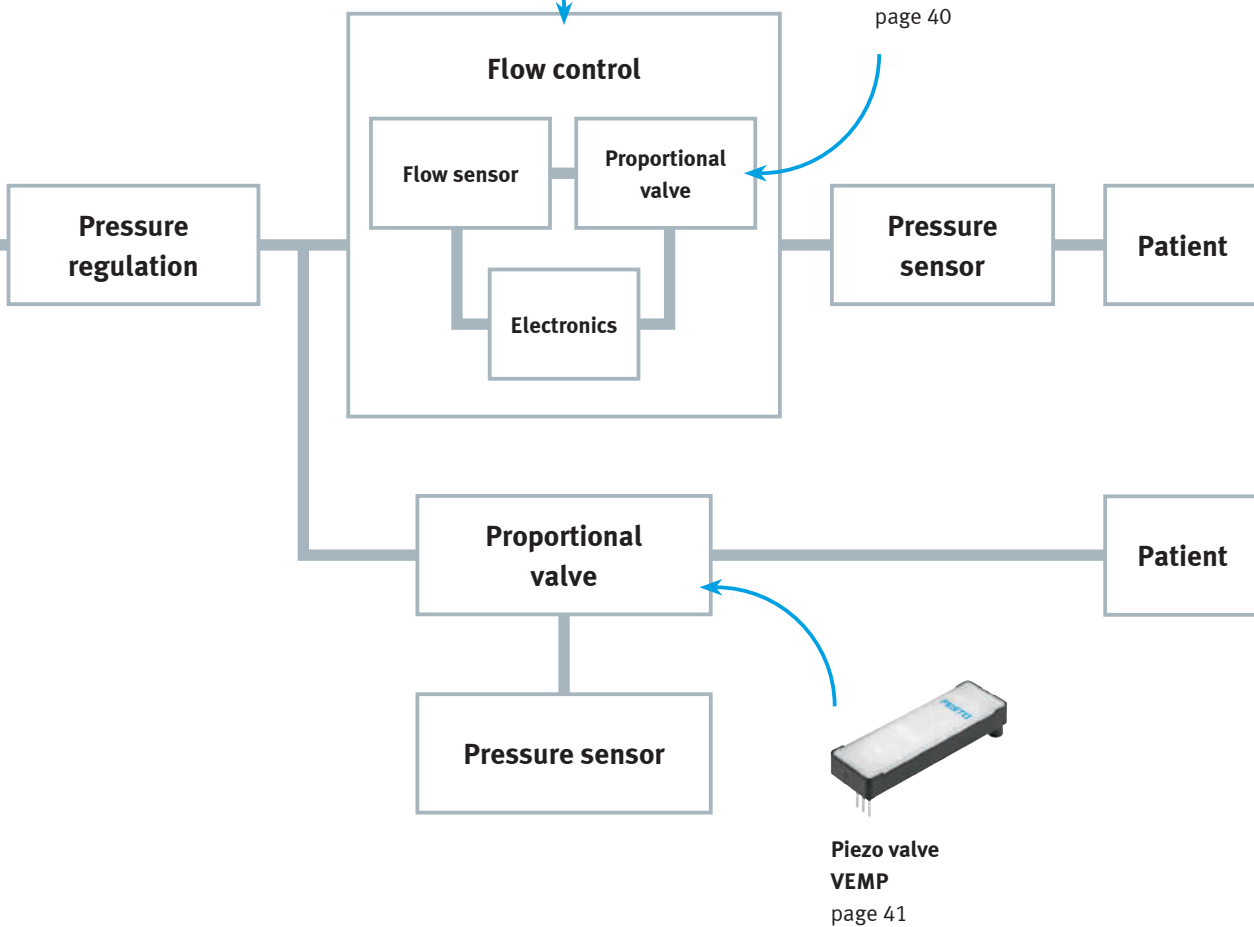 page 40
Flow control
Flow sensor
Proportional
valve
Electronics
Pressure
regulation
Pressure
sensor
Patient
Proportional
valve
Patient
Pressure sensor
FESTO
Piezo valve
VEMP
page 41